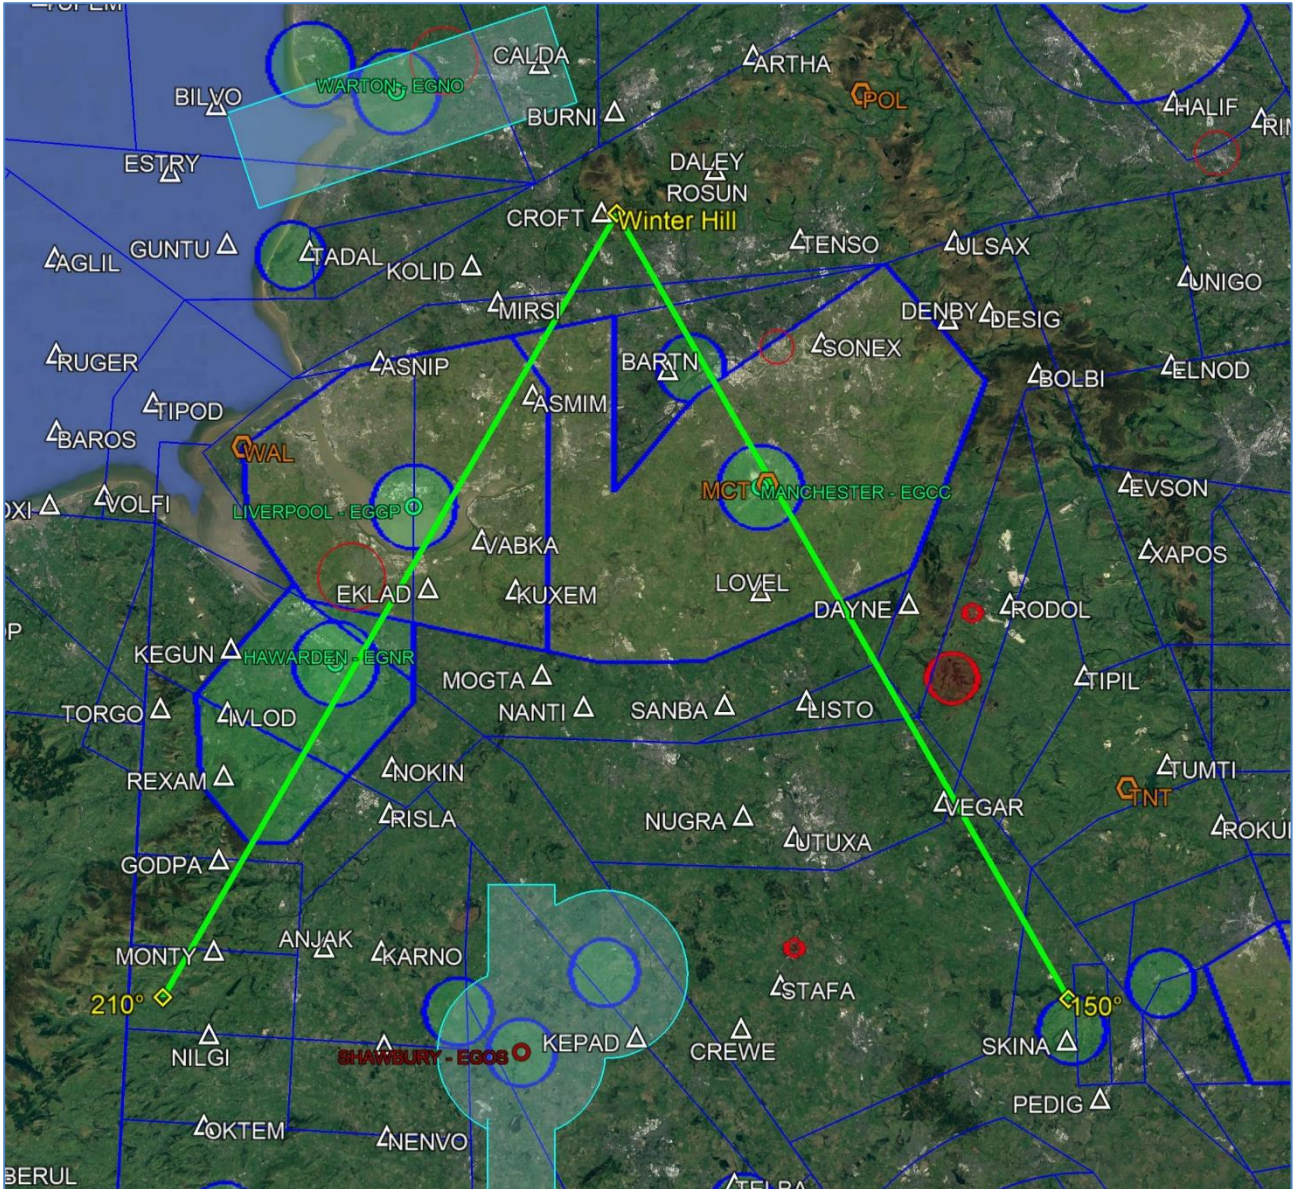 CALDA
ARTHA
WARTON - EGNO
POL
BILVO
BURNI
HALIF
ESTRY
DALEY
ROSUN
CROFT
Winter Hill
GUNTU
TADAL
KOLID
TENSO
ULSAX
AGLIL
UNIGO
MIRSI
DENBY
DESIG
RUGER
ASNIP
BARTN
SONEX
BOLBI
ELNOD
TIPOD
ASMIM
BAROS
WAL
VOLFI
LIVERPOOL - EGGP
MCT
MANCHESTER - EGCC
EVSON
VABKA
XAPOS
EKLAD
KUXEM
LOVEL
DAYNE
RODOL
KEGUN
HAWARDEN - EGNR
MOGTA
TIPIL
TORGO
IVLOD
NANTI
SANBA
LISTO
REXAM
NOKIN
TUMTI
TNT
RISLA
NUGRA
VEGAR
UTUXA
GODPA
MONTY
ANJAK
KARNO
210°
STAFA
150°
NILGI
SHAWBURY - EGOS
KEPAD
CREWE
SKINA
PEDIG
OKTEM
NENVO
BERUL